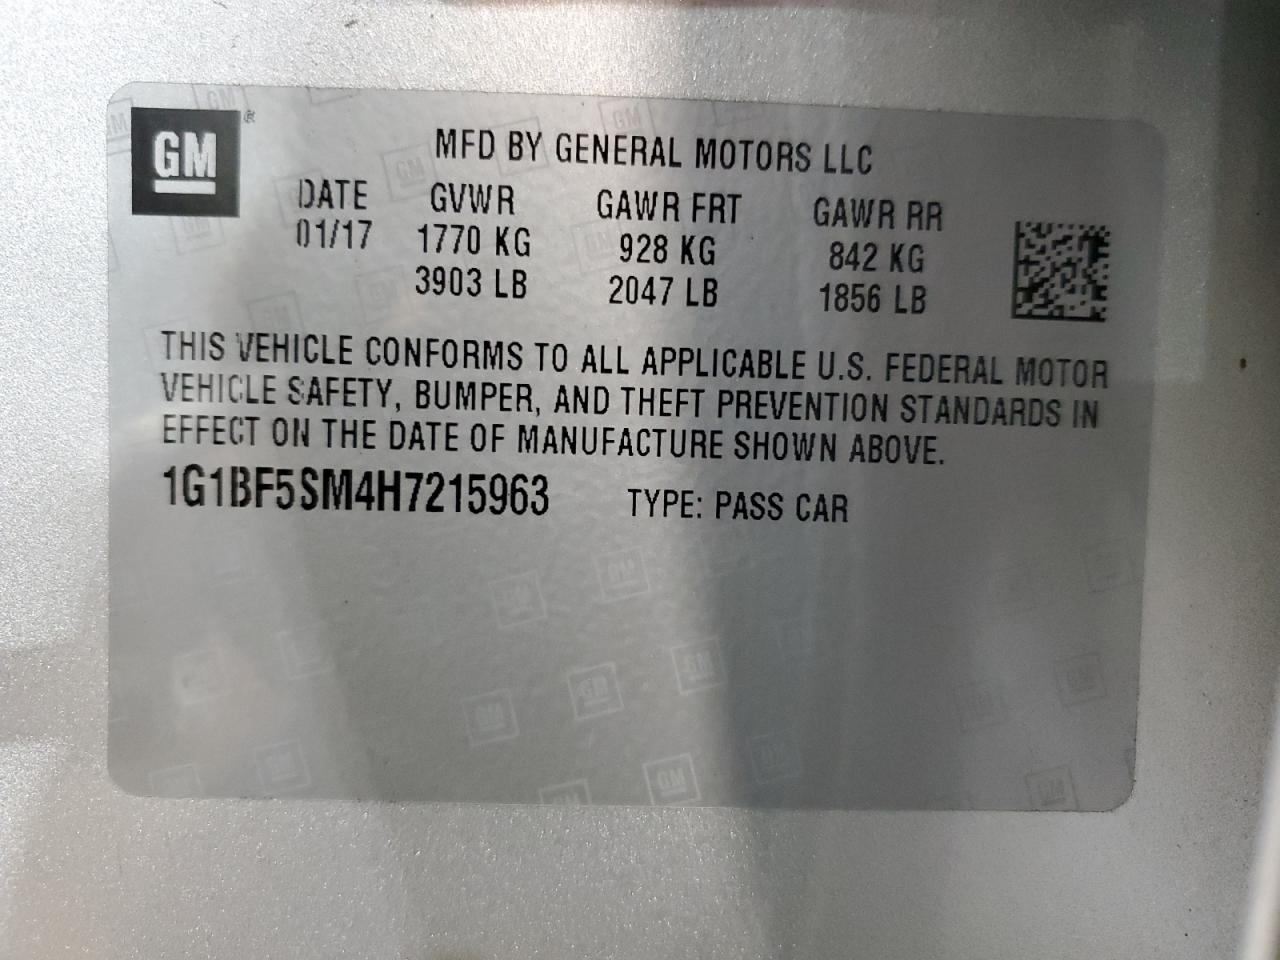 GM
MFD BY GENERAL MOTORS LLC
DATE GVWR GAWR FRT GAWR RR
01/17 1770 KG 928 KG 842 KG
3903 LB 2047 LB 1856 LB
THIS VEHICLE CONFORMS TO ALL APPLICABLE U.S. FEDERAL MOTOR
VEHICLE SAFETY, BUMPER, AND THEFT PREVENTION STANDARDS IN
EFFECT ON THE DATE OF MANUFACTURE SHOWN ABOVE.
1G1BF5SM4H7215963 TYPE: PASS CAR